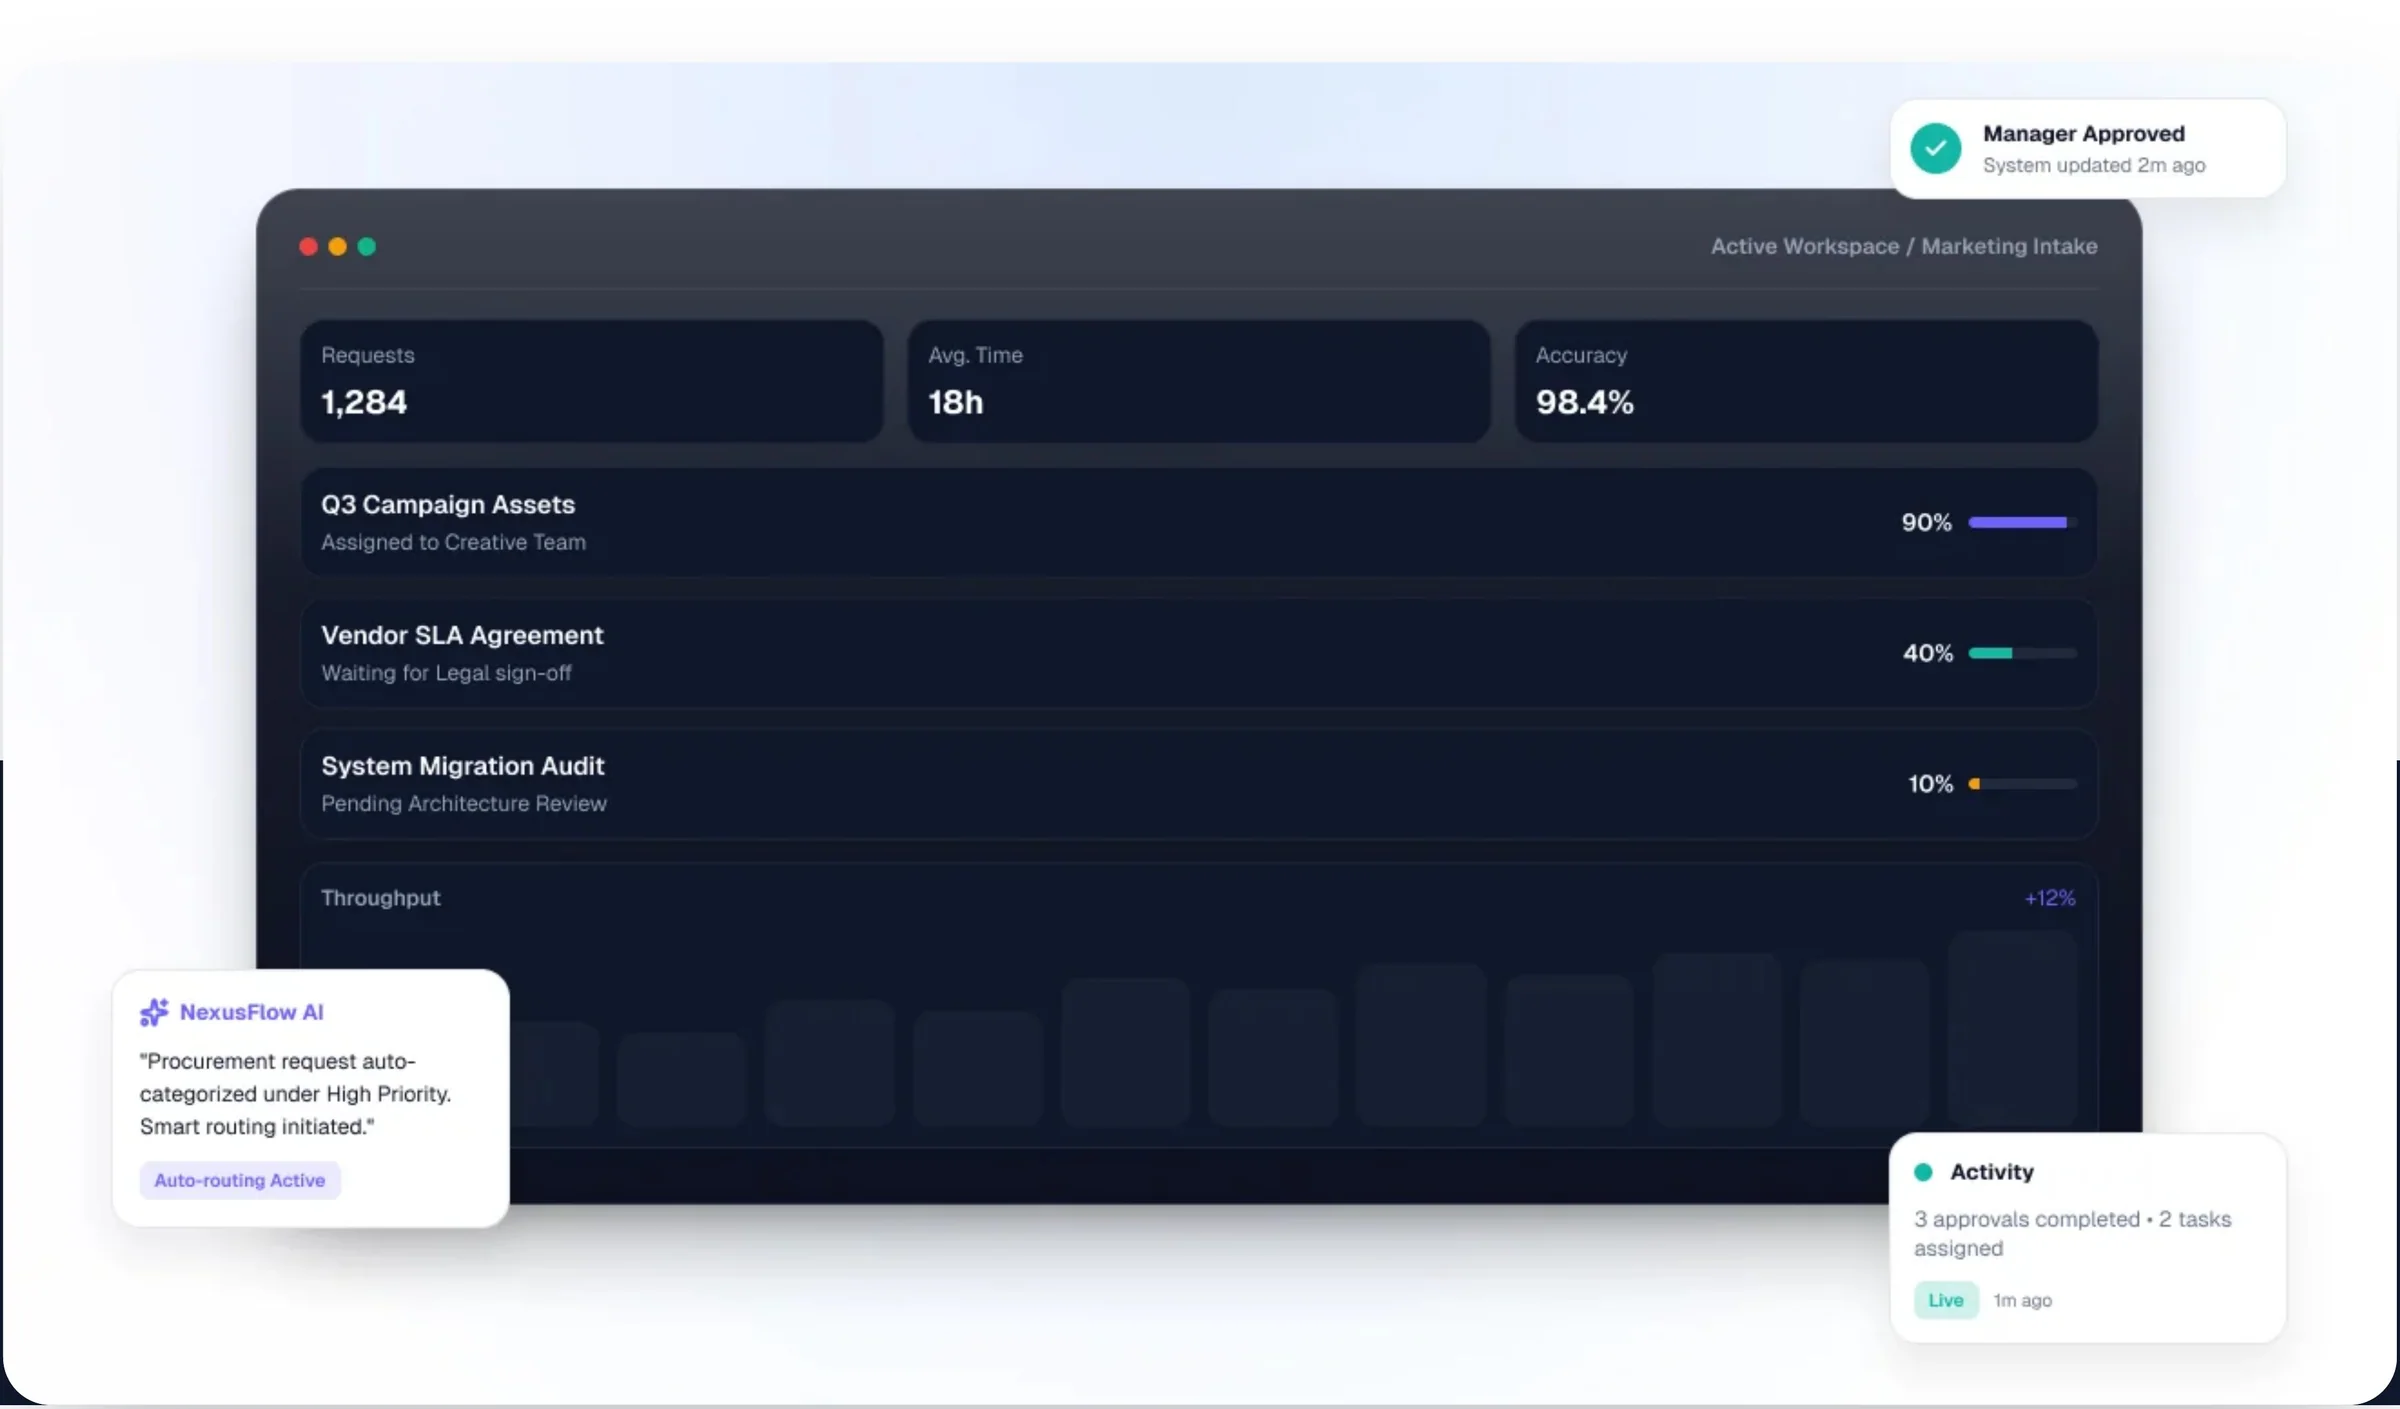 Manager Approved
System updated 2m ago
Active Workspace / Marketing Intake
Requests
1,284
Avg. Time
18h
Accuracy
98.4%
Q3 Campaign Assets
Assigned to Creative Team
90%
Vendor SLA Agreement
Waiting for Legal sign-off
40%
System Migration Audit
Pending Architecture Review
10%
Throughput
+12%
NexusFlow AI
"Procurement request auto-
categorized under High Priority.
Smart routing initiated."
Auto-routing Active
Activity
3 approvals completed • 2 tasks
assigned
Live
1m ago